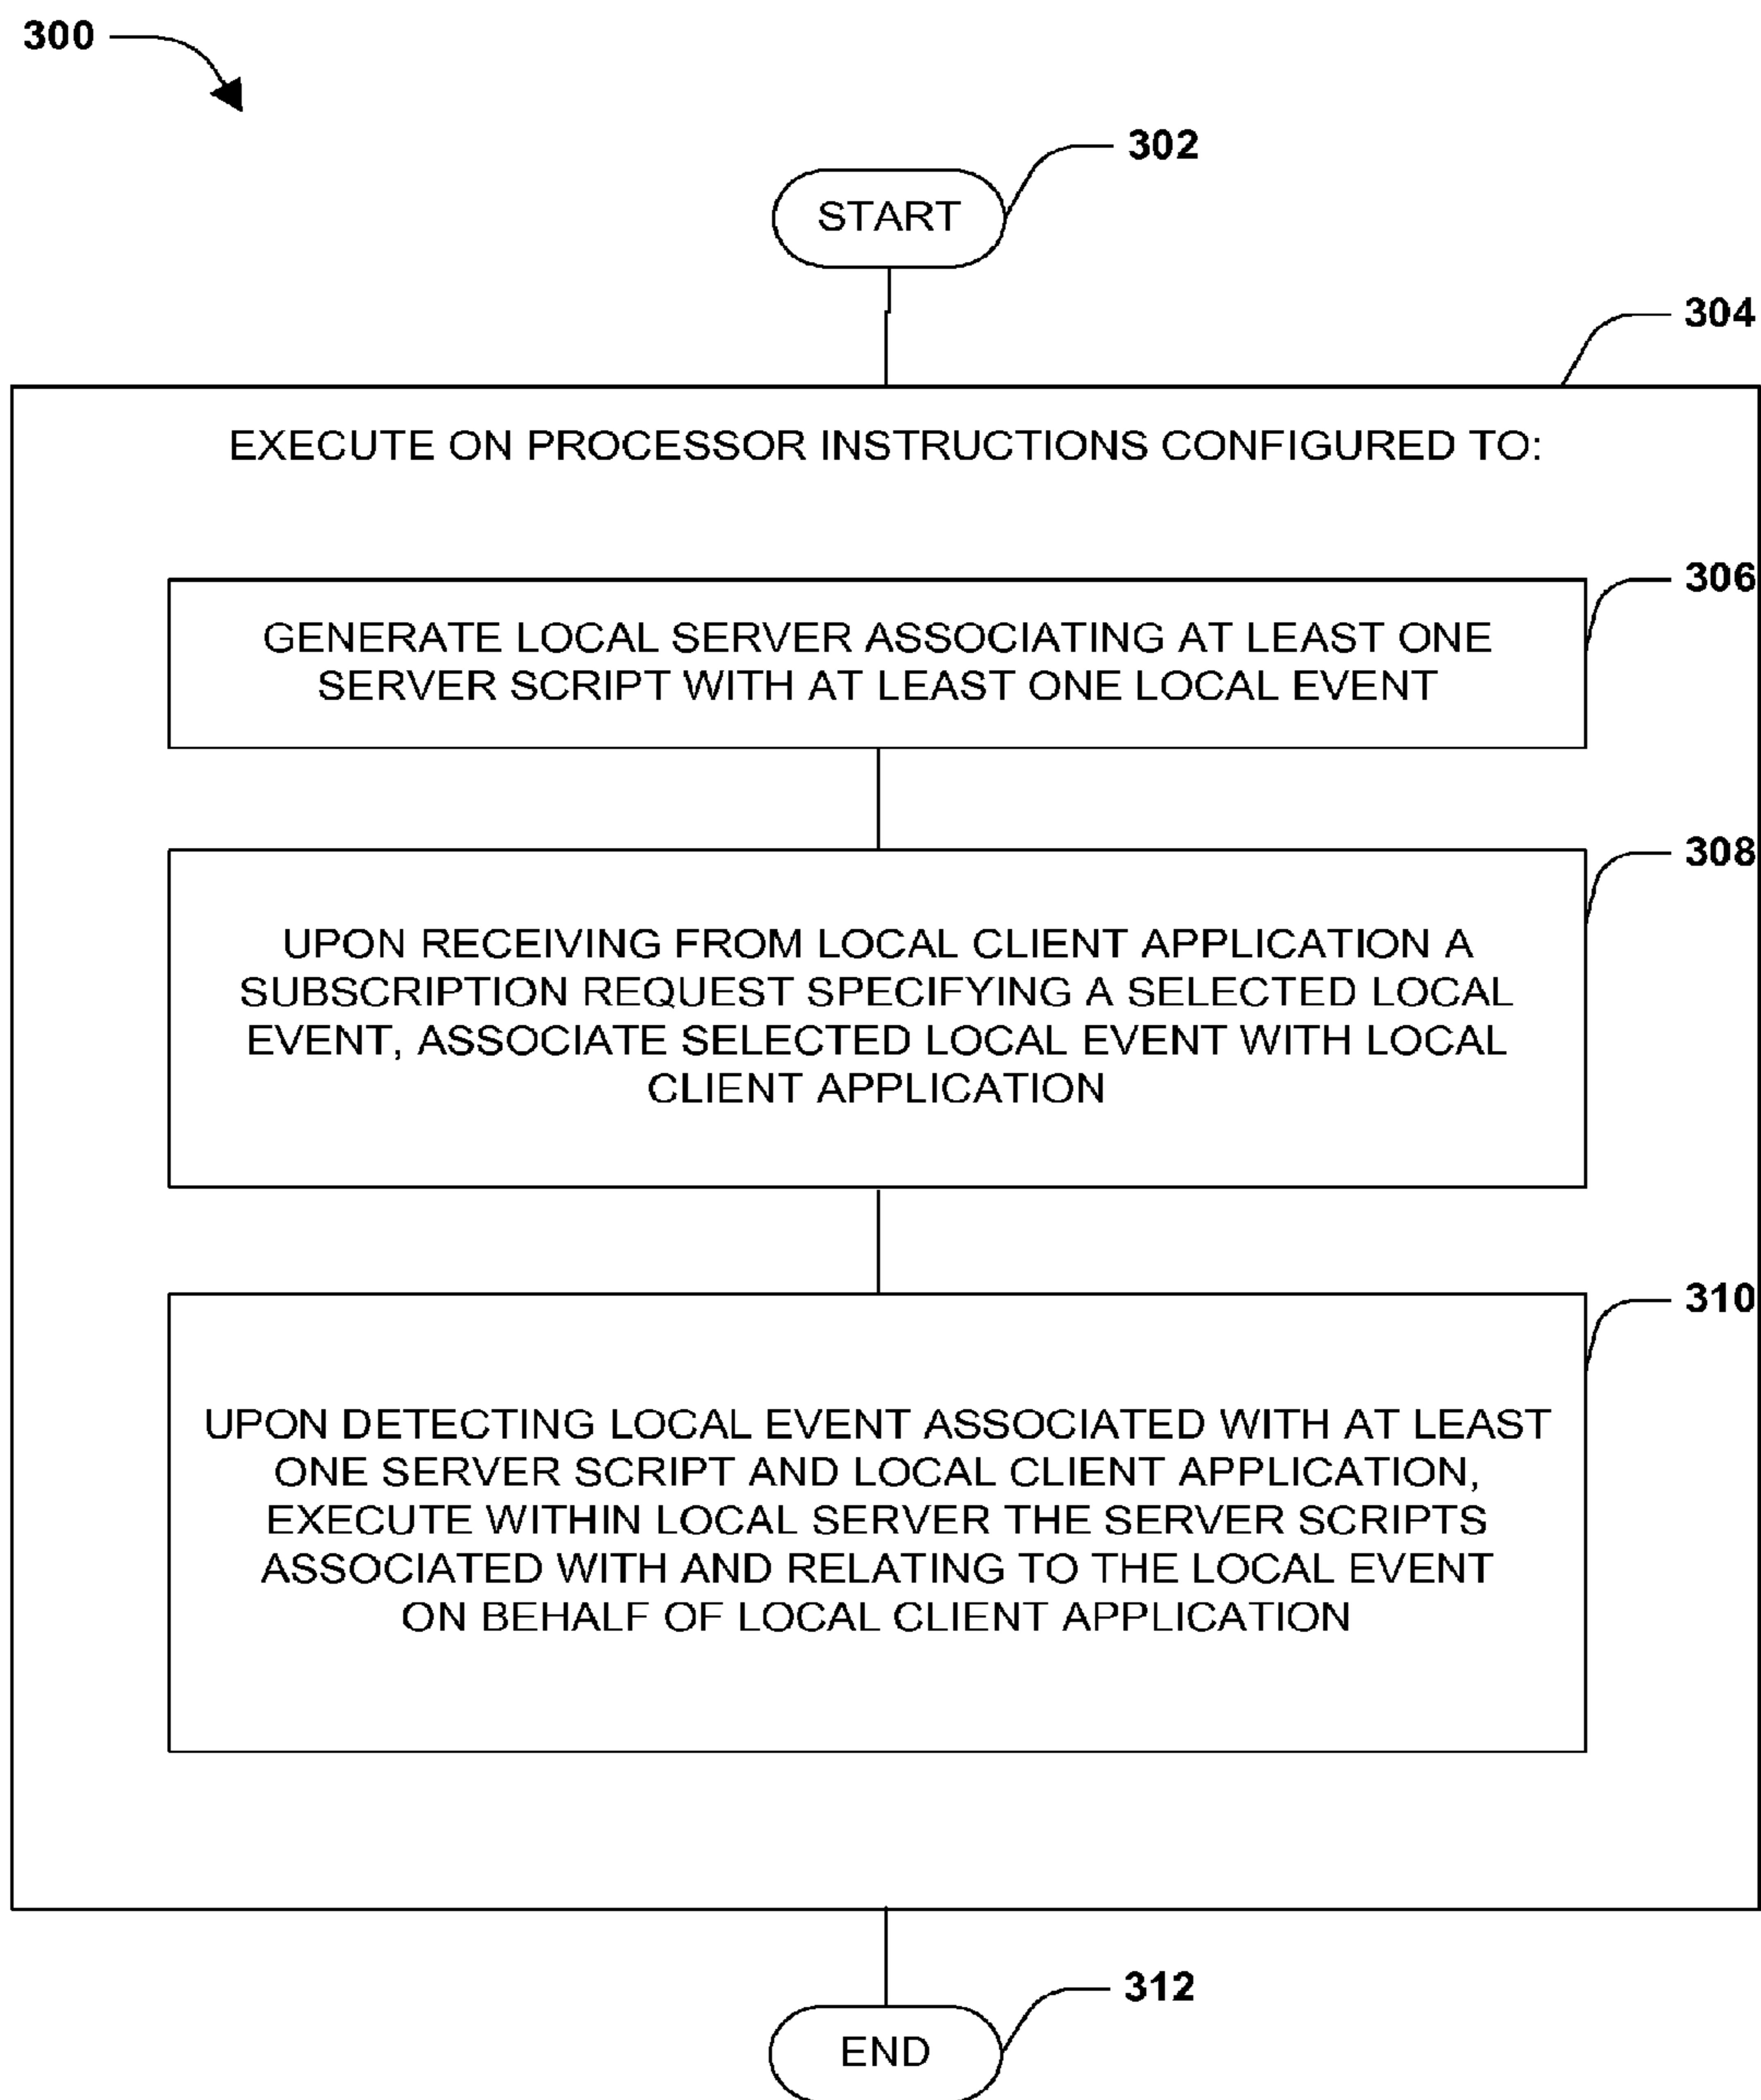 300
302
START
304
EXECUTE ON PROCESSOR INSTRUCTIONS CONFIGURED TO:
306
GENERATE LOCAL SERVER ASSOCIATING AT LEAST ONE
SERVER SCRIPT WITH AT LEAST ONE LOCAL EVENT
308
UPON RECEIVING FROM LOCAL CLIENT APPLICATION A
SUBSCRIPTION REQUEST SPECIFYING A SELECTED LOCAL
EVENT, ASSOCIATE SELECTED LOCAL EVENT WITH LOCAL
CLIENT APPLICATION
310
UPON DETECTING LOCAL EVENT ASSOCIATED WITH AT LEAST
ONE SERVER SCRIPT AND LOCAL CLIENT APPLICATION,
EXECUTE WITHIN LOCAL SERVER THE SERVER SCRIPTS
ASSOCIATED WITH AND RELATING TO THE LOCAL EVENT
ON BEHALF OF LOCAL CLIENT APPLICATION
312
END